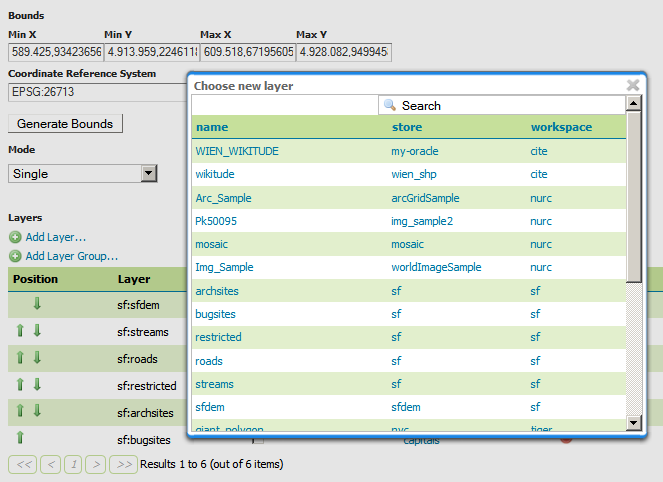 Bounds
Min X Min Y Max X Max Y
589.425,93423656 4.913.959,2246118 609.518,67195605 4.928.082,949945
Coordinate Reference System
EPSG:26713
Generate Bounds
Mode
Single
Layers
Add Layer...
Add Layer Group...
Position Layer
sf:sfdem
sf:streams
sf:roads
sf:restricted
sf:archsites
sf:bugsites capitals
<< < 1 > >> Results 1 to 6 (out of 6 items)
Choose new layer
Search
name store workspace
WIEN_WIKITUDE my-oracle cite
wikitude wien_shp cite
Arc_Sample arcGridSample nurc
Pk50095 img_sample2 nurc
mosaic mosaic nurc
Img_Sample worldImageSample nurc
archsites sf sf
bugsites sf sf
restricted sf sf
roads sf sf
streams sf sf
sfdem sfdem sf
giant_polygon nyc tiger